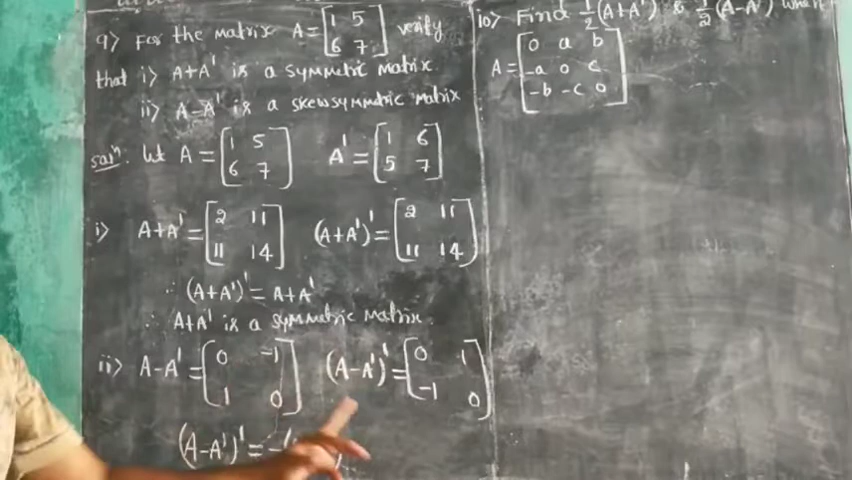 9> For the matrix A = [1 5 verify
6 7]
that i> A+A' is a symmetric matrix.
ii> A-A' is a skewsymmetric matrix
Soln: let A = [1 5 A' = [1 6
6 7] 5 7]
i> A+A' = [2 11 (A+A')' = [2 11
11 14] 11 14]
∴ (A+A')' = A+A'
∴ A+A' is a symmetric matrix.
ii> A-A' = [0 -1 (A-A')' = [0 1
1 0] -1 0]
(A-A')' = -(
10> Find 1/2(A+A') & 1/2(A-A') when
A = [0 a b
-a 0 c
-b -c 0]